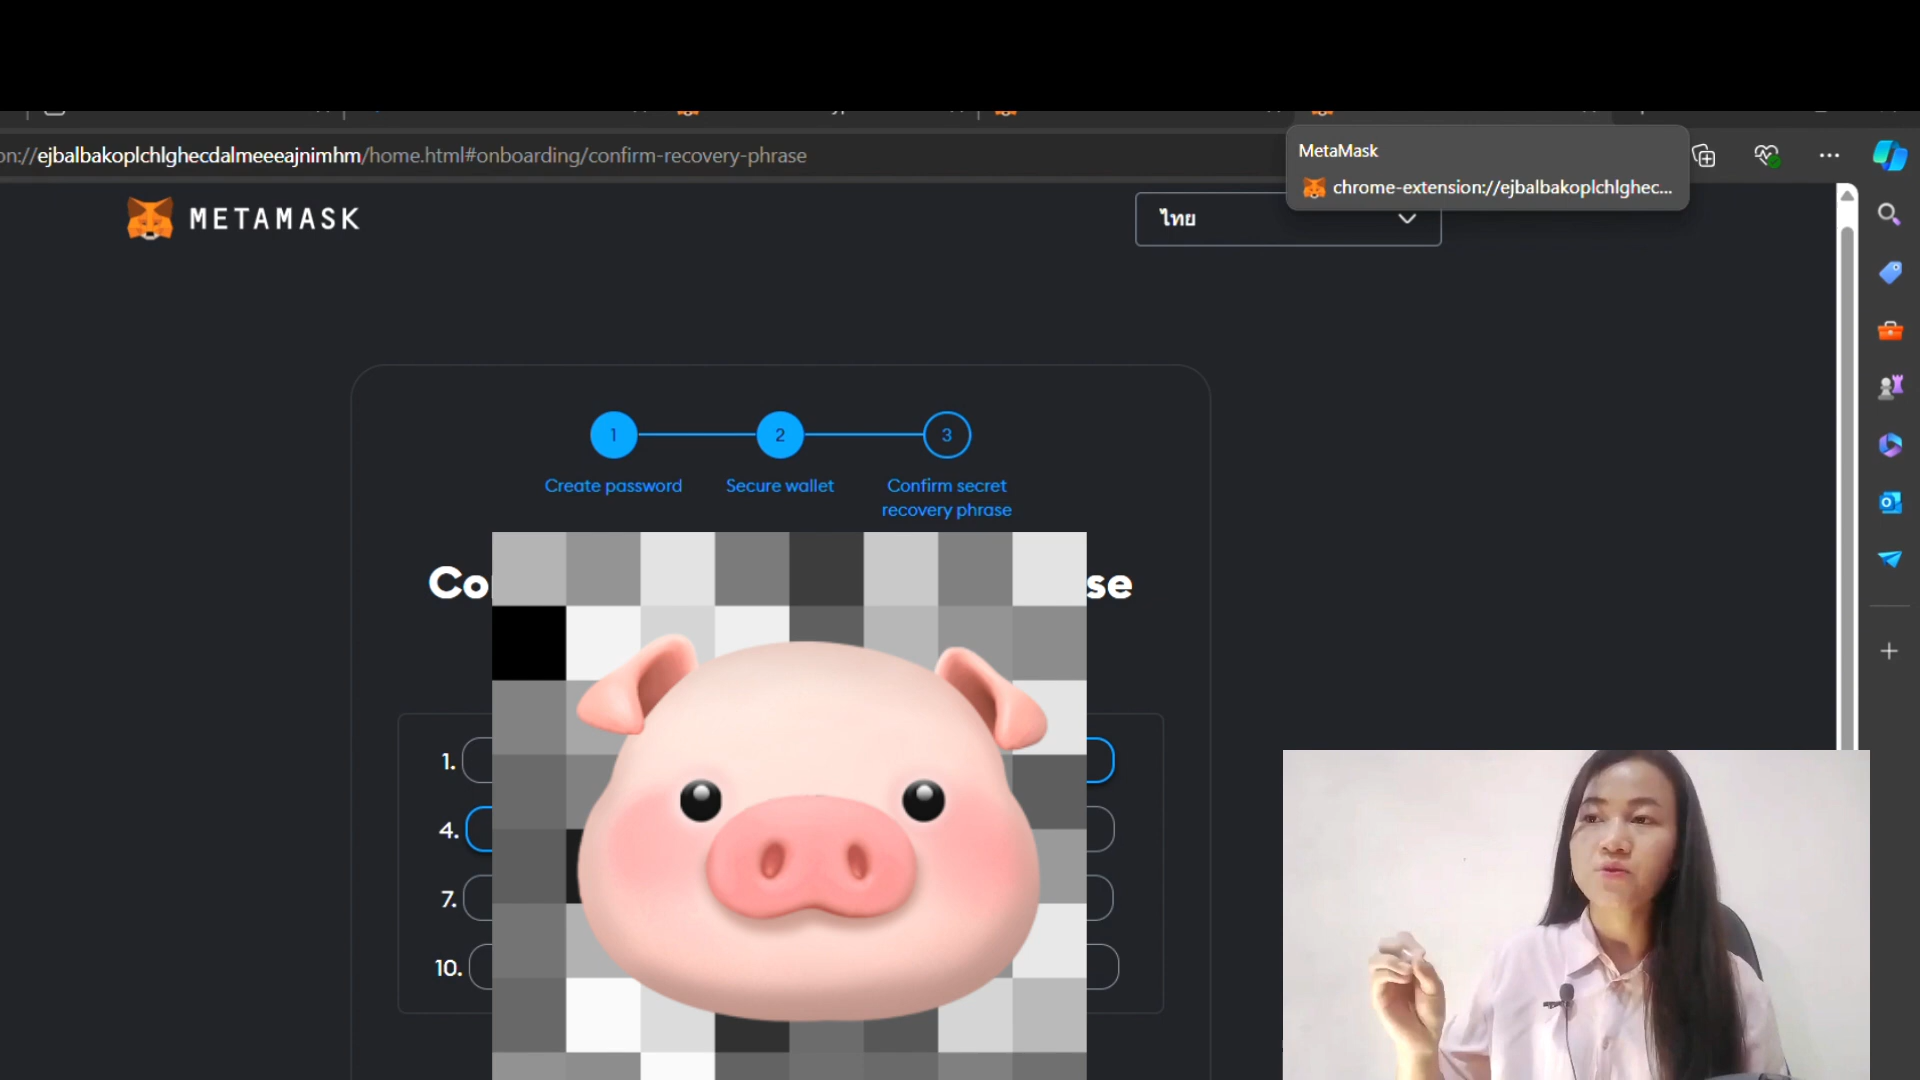 on://ejbalbakoplchlghecdalmeeeajnimhm/home.html#onboarding/confirm-recovery-phrase
MetaMask
chrome-extension://ejbalbakoplchlghec...
METAMASK
ไทย
1
2
3
Create password
Secure wallet
Confirm secret
recovery phrase
Co
se
1.
4.
7.
10.